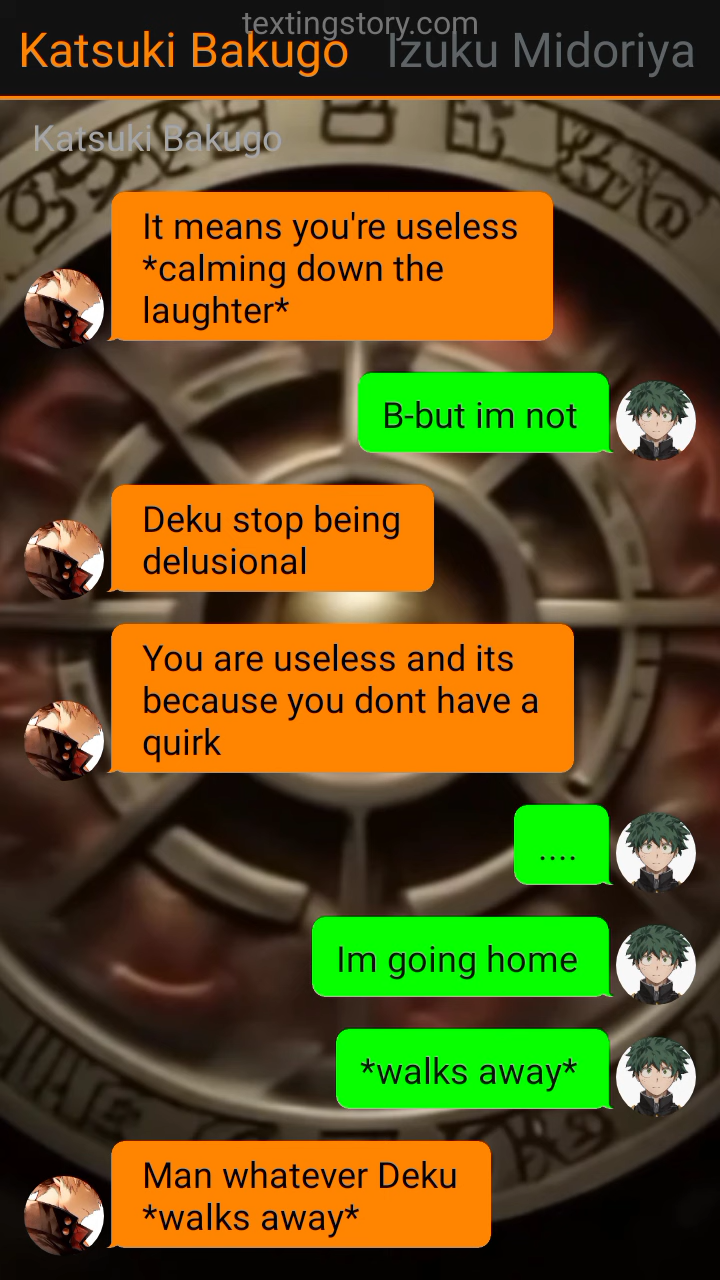 textingstory.com
Katsuki Bakugo Izuku Midoriya
Katsuki Bakugo
It means you're useless
*calming down the
laughter*
B-but im not
Deku stop being
delusional
You are useless and its
because you dont have a
quirk
....
Im going home
*walks away*
Man whatever Deku
*walks away*